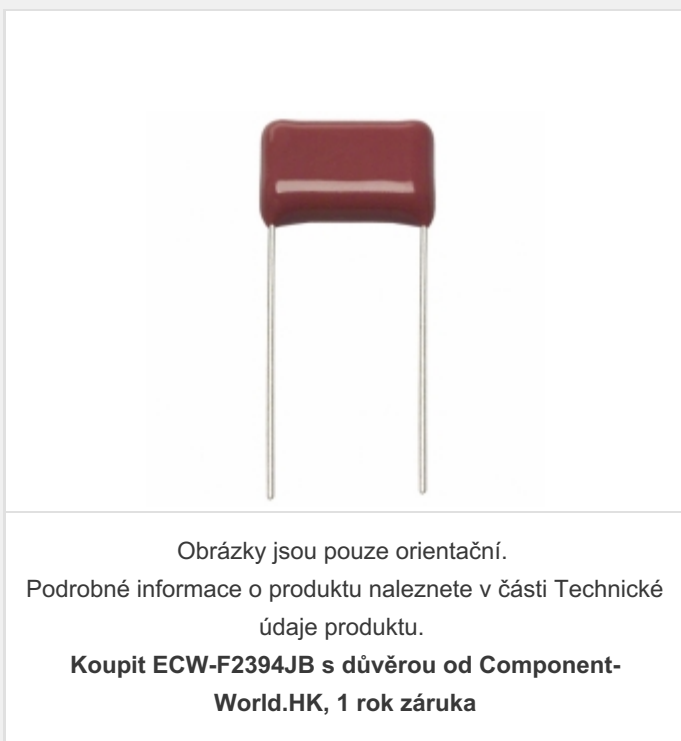 Obrázky jsou pouze orientační.
Podrobné informace o produktu naleznete v části Technické
údaje produktu.
Koupit ECW-F2394JB s důvěrou od Component-
World.HK, 1 rok záruka